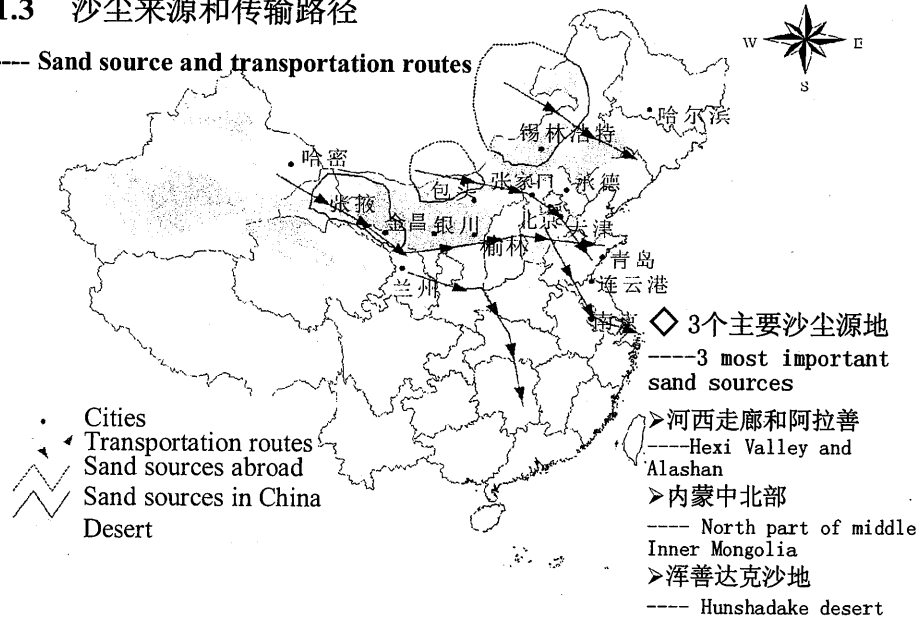 1.3 沙尘来源和传输路径
---- Sand source and transportation routes
W
E
S
哈尔滨
锡林浩特
哈密
包头
张家口
承德
张掖
金昌
银川
北京
天津
榆林
青岛
兰州
连云港
南京
◇ 3个主要沙尘源地
----3 most important
sand sources
➢河西走廊和阿拉善
----Hexi Valley and
Alashan
➢内蒙中北部
---- North part of middle
Inner Mongolia
➢浑善达克沙地
---- Hunshadake desert
Cities
Transportation routes
Sand sources abroad
Sand sources in China
Desert